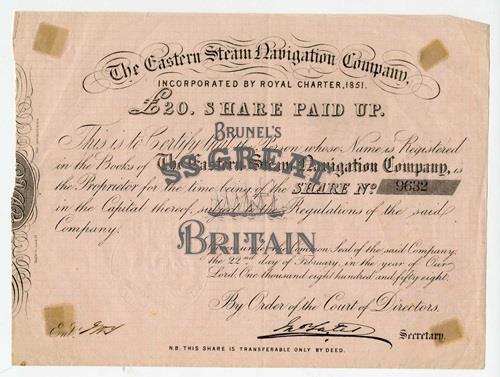 The Eastern Steam Navigation Company,
INCORPORATED BY ROYAL CHARTER, 1851.
£20. SHARE PAID UP.
BRUNEL'S
This is to Certify that the Person whose Name is Registered
in the Books of The Eastern Steam Navigation Company, is
SS GREAT
the Proprietor for the time being of the SHARE No. 9632
in the Capital thereof, subject to the Regulations of the said
Company.
BRITAIN
Given under the Common Seal of the said Company,
the 22nd day of February, in the year of Our
Lord, One thousand eight hundred and fifty eight.
By Order of the Court of Directors.
Entd.
Secretary.
N.B. THIS SHARE IS TRANSFERABLE ONLY BY DEED.